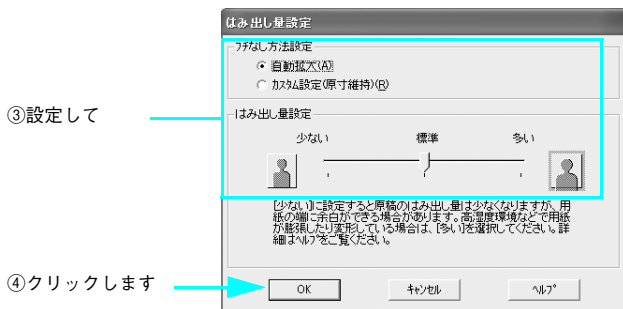 はみ出し量設定
フチなし方法設定
自動拡大(A)
カスタム設定(原寸維持)(R)
③設定して
はみ出し量設定
少ない 標準 多い
[少ない]に設定すると原稿のはみ出し量は少なくなりますが、用
紙の端に余白ができる場合があります。高湿度環境などで用紙
が膨張したり変形している場合は、[多い]を選択してください。詳
細はヘルプをご覧ください。
④クリックします
OK キャンセル ヘルプ